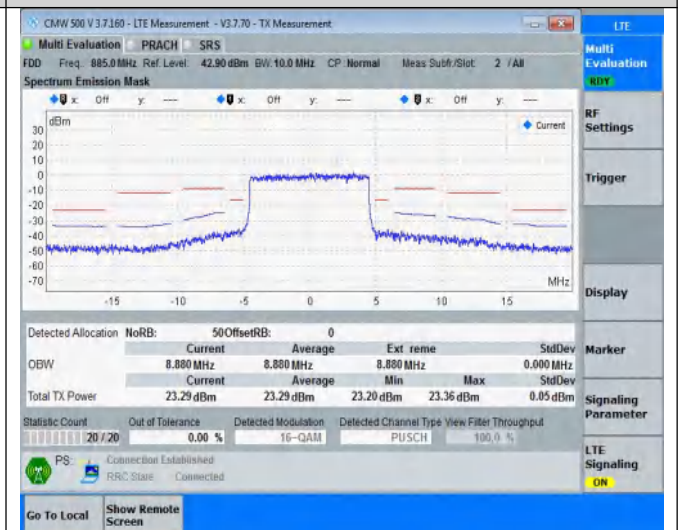 CMW 500 V 3.7.160 - LTE Measurement - V3.7.70 - TX Measurement
LTE
Multi Evaluation PRACH SRS
Multi Evaluation
RDY
FDD Freq: 885.0 MHz Ref. Level: 42.90 dBm BW: 10.0 MHz CP: Normal Meas Subfr./Slot: 2 / All
Spectrum Emission Mask
x: Off y: --- x: Off y: --- x: Off y: ---
dBm
Current
30
20
10
0
-10
-20
-30
-40
-50
-60
-70
MHz
-15 -10 -5 0 5 10 15
RF Settings
Trigger
Display
Marker
Signaling Parameter
LTE Signaling
ON
Detected Allocation NoRB: 50 OffsetRB: 0
Current Average Extreme StdDev
OBW 8.880 MHz 8.880 MHz 8.880 MHz 0.000 MHz
Current Average Min Max StdDev
Total TX Power 23.29 dBm 23.29 dBm 23.20 dBm 23.36 dBm 0.05 dBm
Statistic Count Out of Tolerance Detected Modulation Detected Channel Type View Filter Throughput
20 / 20 0.00 % 16-QAM PUSCH 100.0 %
PS: Connection Established
RRC State Connected
Go To Local
Show Remote Screen